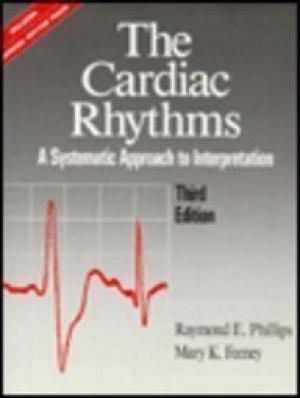 The
Cardiac
Rhythms
A Systematic Approach to Interpretation
Third
Edition
Raymond E. Phillips
Mary K. Feeney